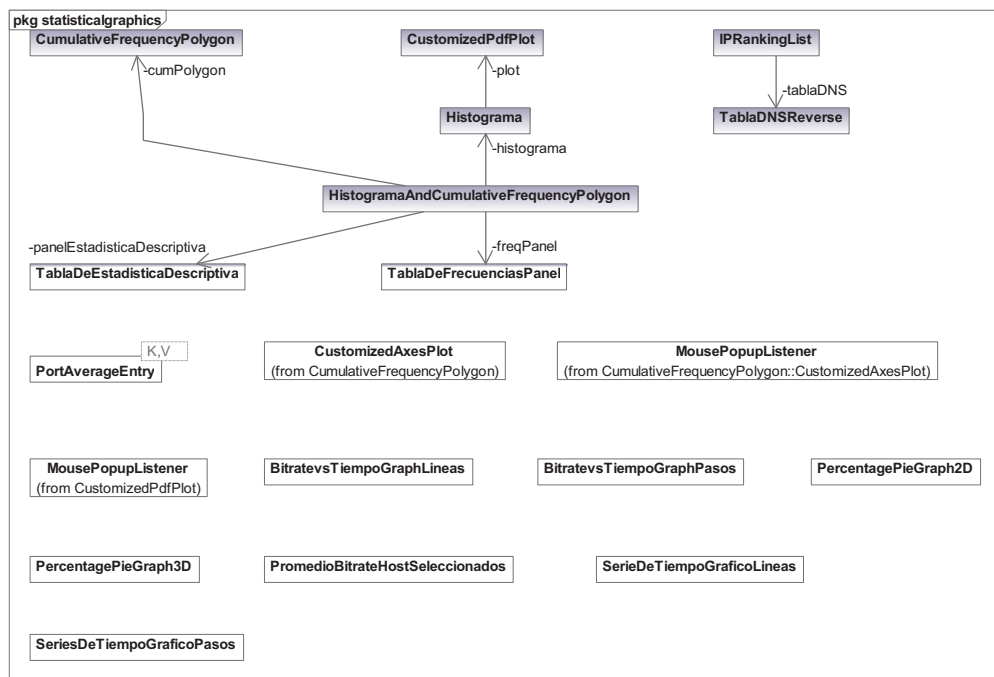 pkg statisticalgraphics
CumulativeFrequencyPolygon
CustomizedPdfPlot
IPRankingList
-cumPolygon
-plot
-tablaDNS
Histograma
TablaDNSReverse
-histograma
HistogramaAndCumulativeFrequencyPolygon
-panelEstadisticaDescriptiva
-freqPanel
TablaDeEstadisticaDescriptiva
TablaDeFrecuenciasPanel
K,V
PortAverageEntry
CustomizedAxesPlot
(from CumulativeFrequencyPolygon)
MousePopupListener
(from CumulativeFrequencyPolygon::CustomizedAxesPlot)
MousePopupListener
(from CustomizedPdfPlot)
BitratevsTiempoGraphLineas
BitratevsTiempoGraphPasos
PercentagePieGraph2D
PercentagePieGraph3D
PromedioBitrateHostSeleccionados
SerieDeTiempoGraficoLineas
SeriesDeTiempoGraficoPasos